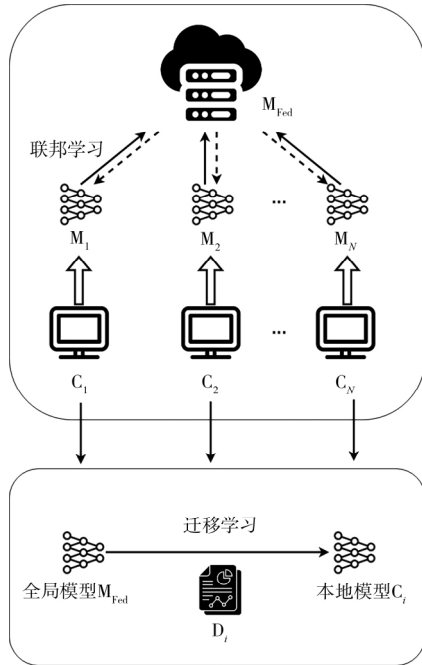 M_Fed
联邦学习
M_1 M_2 ... M_N
C_1 C_2 ... C_N
迁移学习
全局模型M_Fed 本地模型C_i
D_i